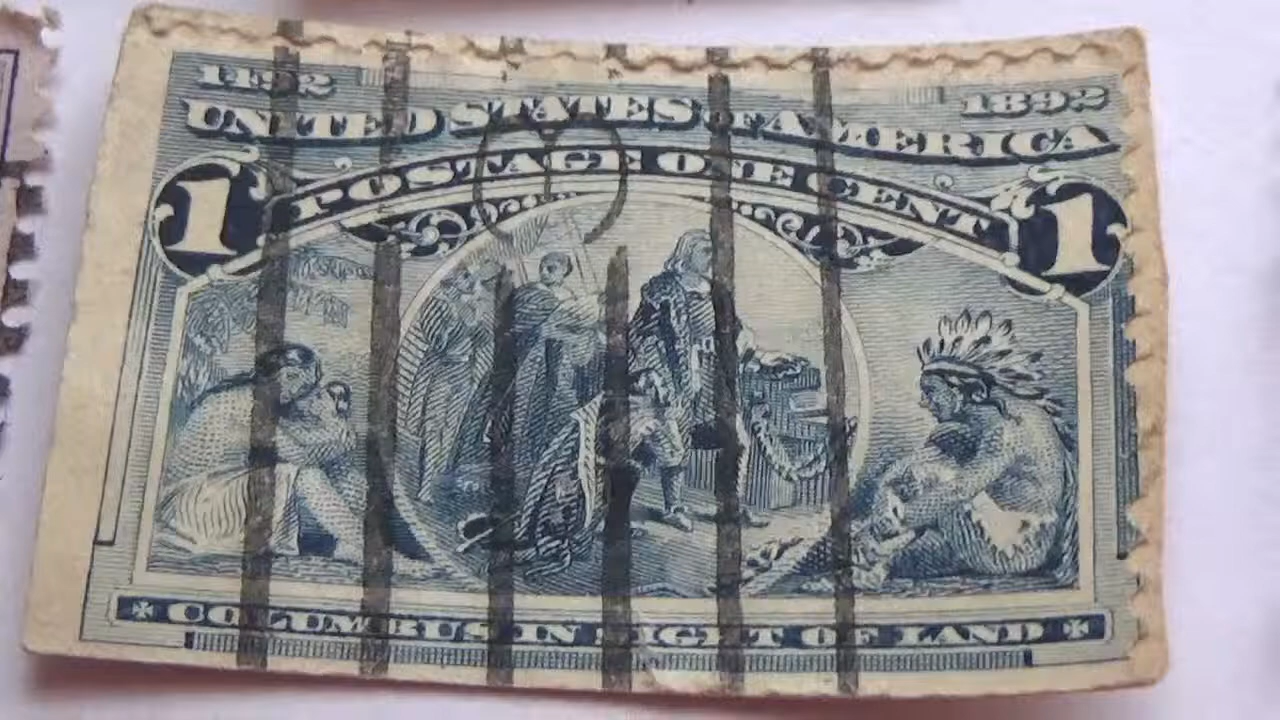 1492
1892
UNITED STATES OF AMERICA
1 POSTAGE ONE CENT 1
COLUMBUS IN SIGHT OF LAND